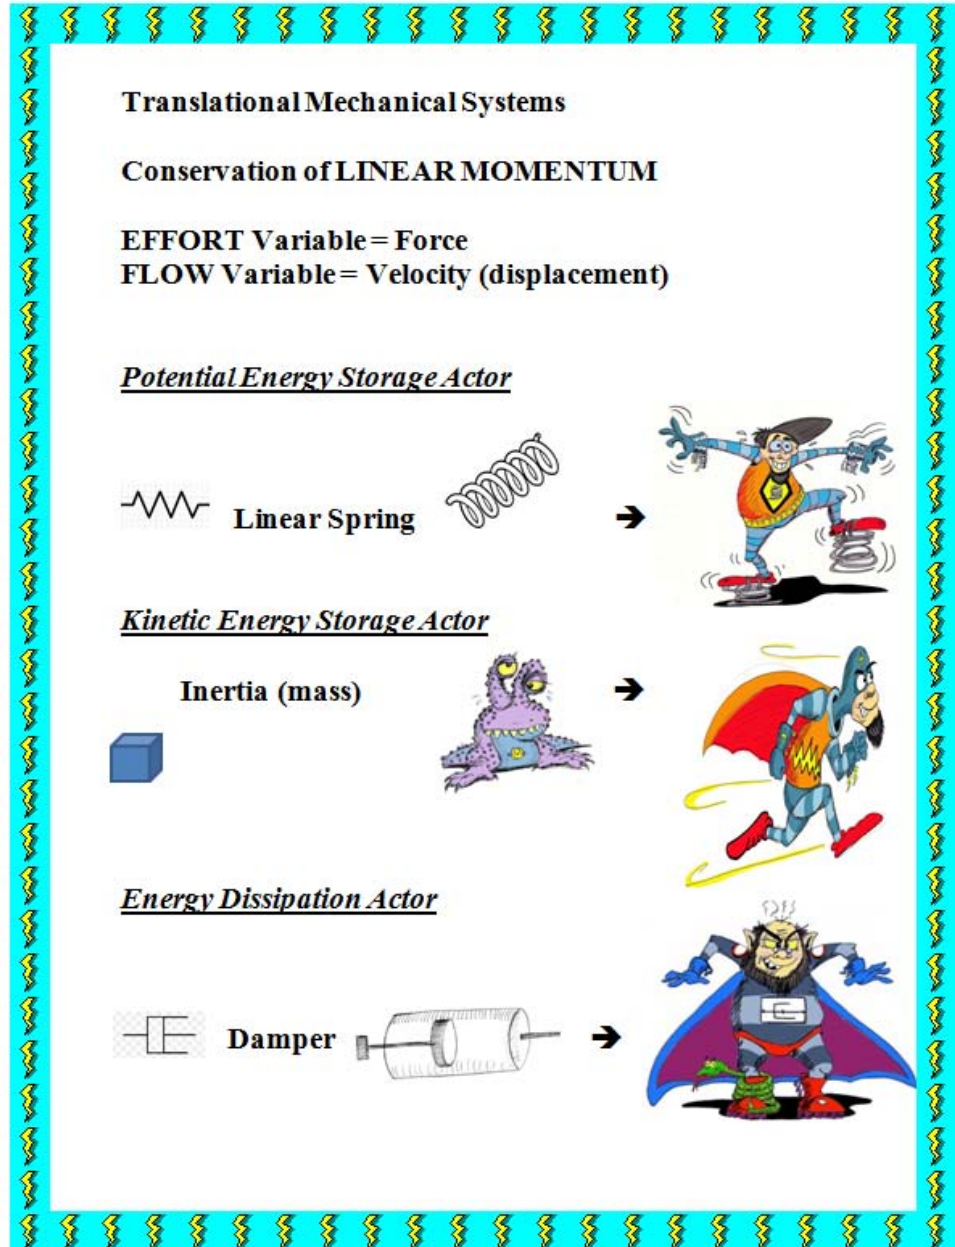 Translational Mechanical Systems
Conservation of LINEAR MOMENTUM
EFFORT Variable = Force
FLOW Variable = Velocity (displacement)
Potential Energy Storage Actor
Linear Spring
Kinetic Energy Storage Actor
Inertia (mass)
Energy Dissipation Actor
Damper